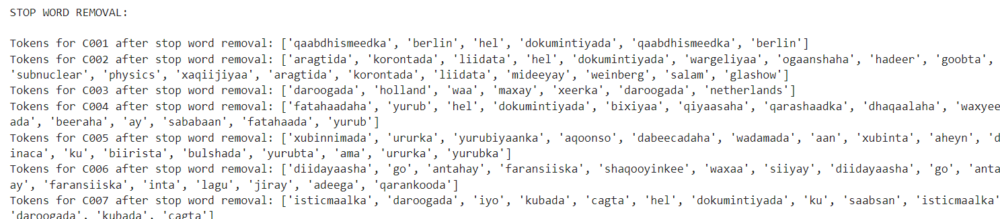 STOP WORD REMOVAL:
Tokens for C001 after stop word removal: ['qaabdhismeedka', 'berlin', 'hel', 'dokumintiyada', 'qaabdhismeedka', 'berlin']
Tokens for C002 after stop word removal: ['aragtida', 'korontada', 'liidata', 'hel', 'dokumintiyada', 'wargeliyaa', 'ogaanshaha', 'hadeer', 'goobta',
'subnuclear', 'physics', 'xaqiijiyaa', 'aragtida', 'korontada', 'liidata', 'mideeyay', 'weinberg', 'salam', 'glashow']
Tokens for C003 after stop word removal: ['daroogada', 'holland', 'waa', 'maxay', 'xeerka', 'daroogada', 'netherlands']
Tokens for C004 after stop word removal: ['fatahaadaha', 'yurub', 'hel', 'dokumintiyada', 'bixiyaa', 'qiyaasaha', 'qarashaadka', 'dhaqaalaha', 'waxyee
ada', 'beeraha', 'ay', 'sababaan', 'fatahaada', 'yurub']
Tokens for C005 after stop word removal: ['xubinnimada', 'ururka', 'yurubiyaanka', 'aqoonso', 'dabeecadaha', 'wadamada', 'aan', 'xubinta', 'aheyn', 'd
inaca', 'ku', 'biirista', 'bulshada', 'yurubta', 'ama', 'ururka', 'yurubka']
Tokens for C006 after stop word removal: ['diidayaasha', 'go', 'antahay', 'faransiiska', 'shaqooyinkee', 'waxaa', 'siiyay', 'diidayaasha', 'go', 'anta
ay', 'faransiiska', 'inta', 'lagu', 'jiray', 'adeega', 'qarankooda']
Tokens for C007 after stop word removal: ['isticmaalka', 'daroogada', 'iyo', 'kubada', 'cagta', 'hel', 'dokumintiyada', 'ku', 'saabsan', 'isticmaalka'
'daroogada', 'kubada', 'cagta']